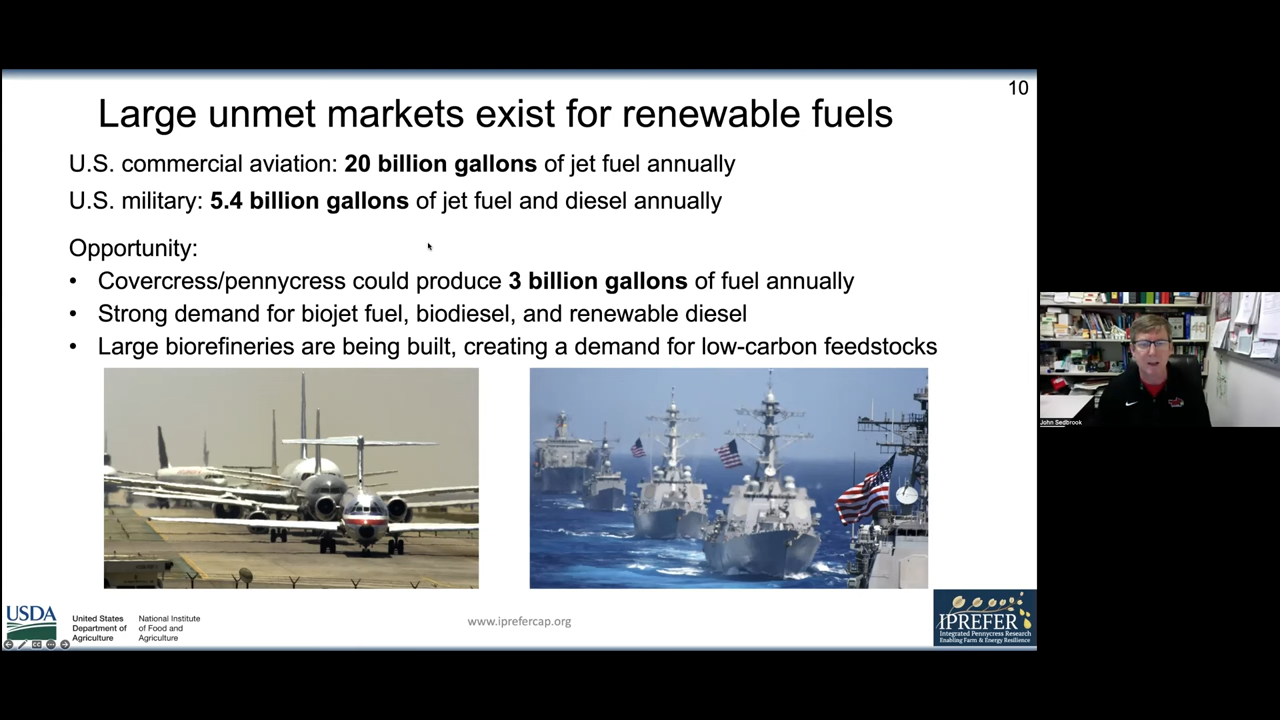 10
Large unmet markets exist for renewable fuels
U.S. commercial aviation: 20 billion gallons of jet fuel annually
U.S. military: 5.4 billion gallons of jet fuel and diesel annually
Opportunity:
• Covercress/pennycress could produce 3 billion gallons of fuel annually
• Strong demand for biojet fuel, biodiesel, and renewable diesel
• Large biorefineries are being built, creating a demand for low-carbon feedstocks
John Sedbrook
USDA
United States
Department of
Agriculture
National Institute
of Food and
Agriculture
www.iprefercap.org
IPREFER
Integrated Pennycress Research
Enabling Farm & Energy Resilience